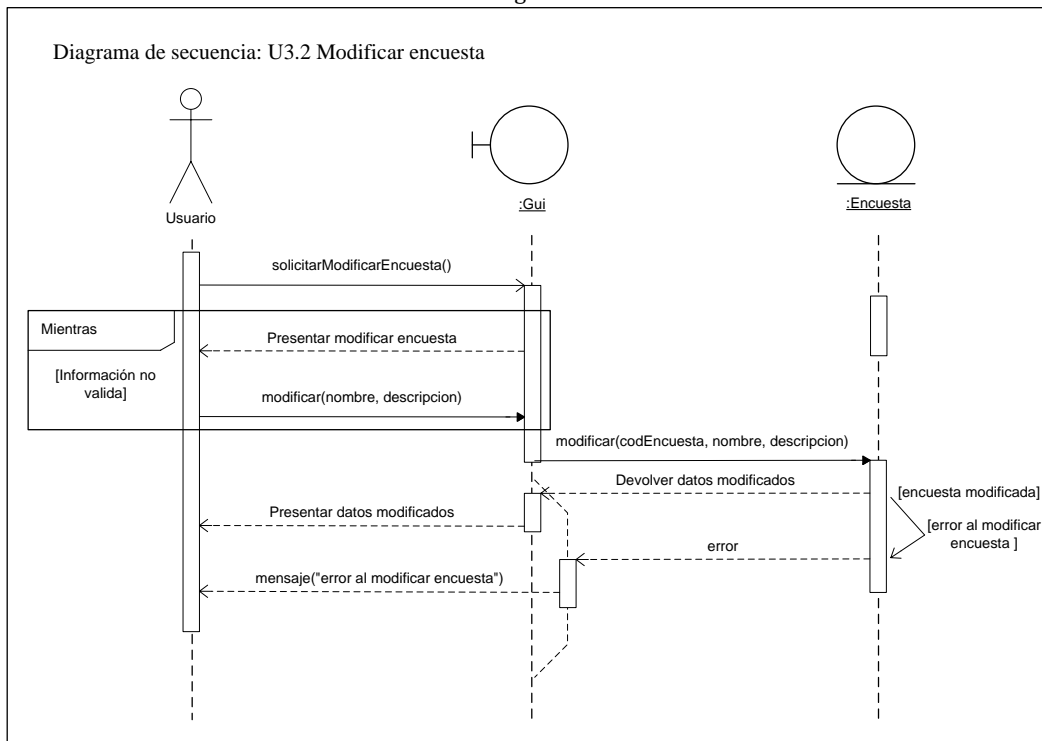 Diagrama de secuencia: U3.2 Modificar encuesta
Usuario
:Gui
:Encuesta
solicitarModificarEncuesta()
Mientras
Presentar modificar encuesta
[Información no
valida]
modificar(nombre, descripcion)
modificar(codEncuesta, nombre, descripcion)
Devolver datos modificados
[encuesta modificada]
Presentar datos modificados
[error al modificar
encuesta ]
error
mensaje("error al modificar encuesta")